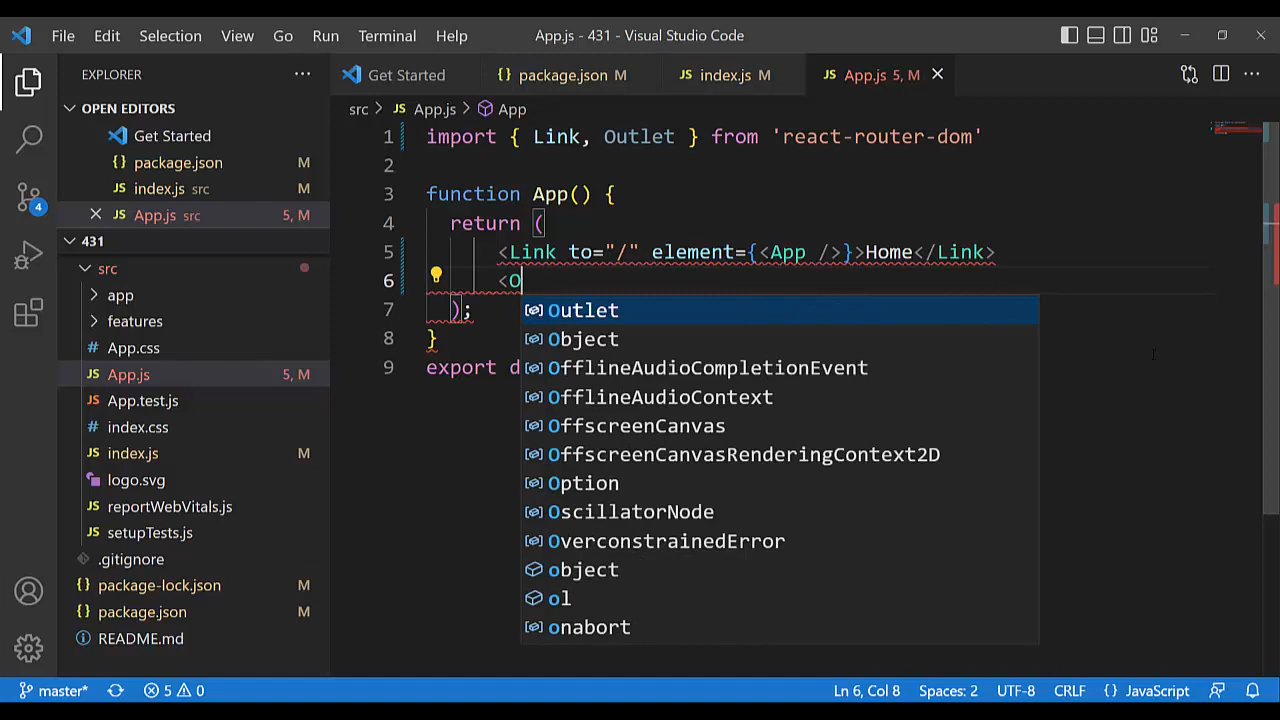 File Edit Selection View Go Run Terminal Help App.js - 431 - Visual Studio Code
EXPLORER
OPEN EDITORS
Get Started
package.json M
index.js src M
App.js src 5, M
431
src
app
features
App.css
App.js 5, M
App.test.js
index.css
index.js M
logo.svg
reportWebVitals.js
setupTests.js
.gitignore
package-lock.json M
package.json M
README.md
Get Started package.json M index.js M App.js 5, M
src > App.js > App
1 import { Link, Outlet } from 'react-router-dom'
2
3 function App() {
4 return (
5 <Link to="/" element={<App />}>Home</Link>
6 <O
7 );
8 }
9 export d
Outlet
Object
OfflineAudioCompletionEvent
OfflineAudioContext
OffscreenCanvas
OffscreenCanvasRenderingContext2D
Option
OscillatorNode
OverconstrainedError
object
ol
onabort
4
master* 5 0 Ln 6, Col 8 Spaces: 2 UTF-8 CRLF {} JavaScript